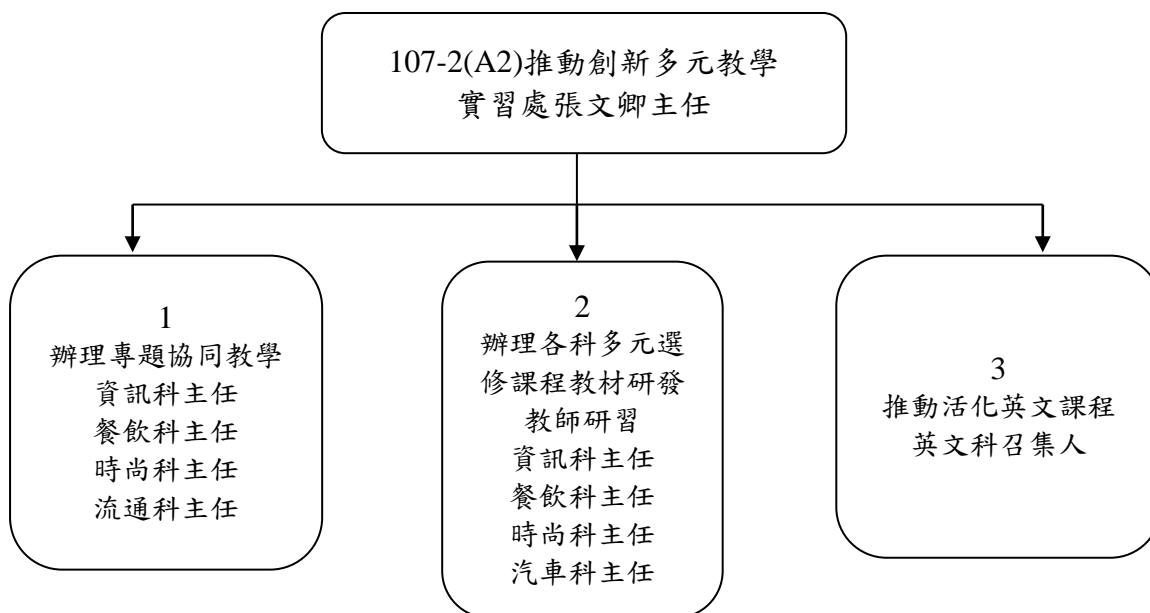 107-2(A2)推動創新多元教學
實習處張文卿主任
1
辦理專題協同教學
資訊科主任
餐飲科主任
時尚科主任
流通科主任
2
辦理各科多元選
修課程教材研發
教師研習
資訊科主任
餐飲科主任
時尚科主任
汽車科主任
3
推動活化英文課程
英文科召集人